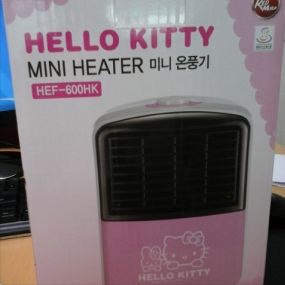 HELLO KITTY
MINI HEATER 미니 온풍기
HEF-600HK
HELLO KITTY